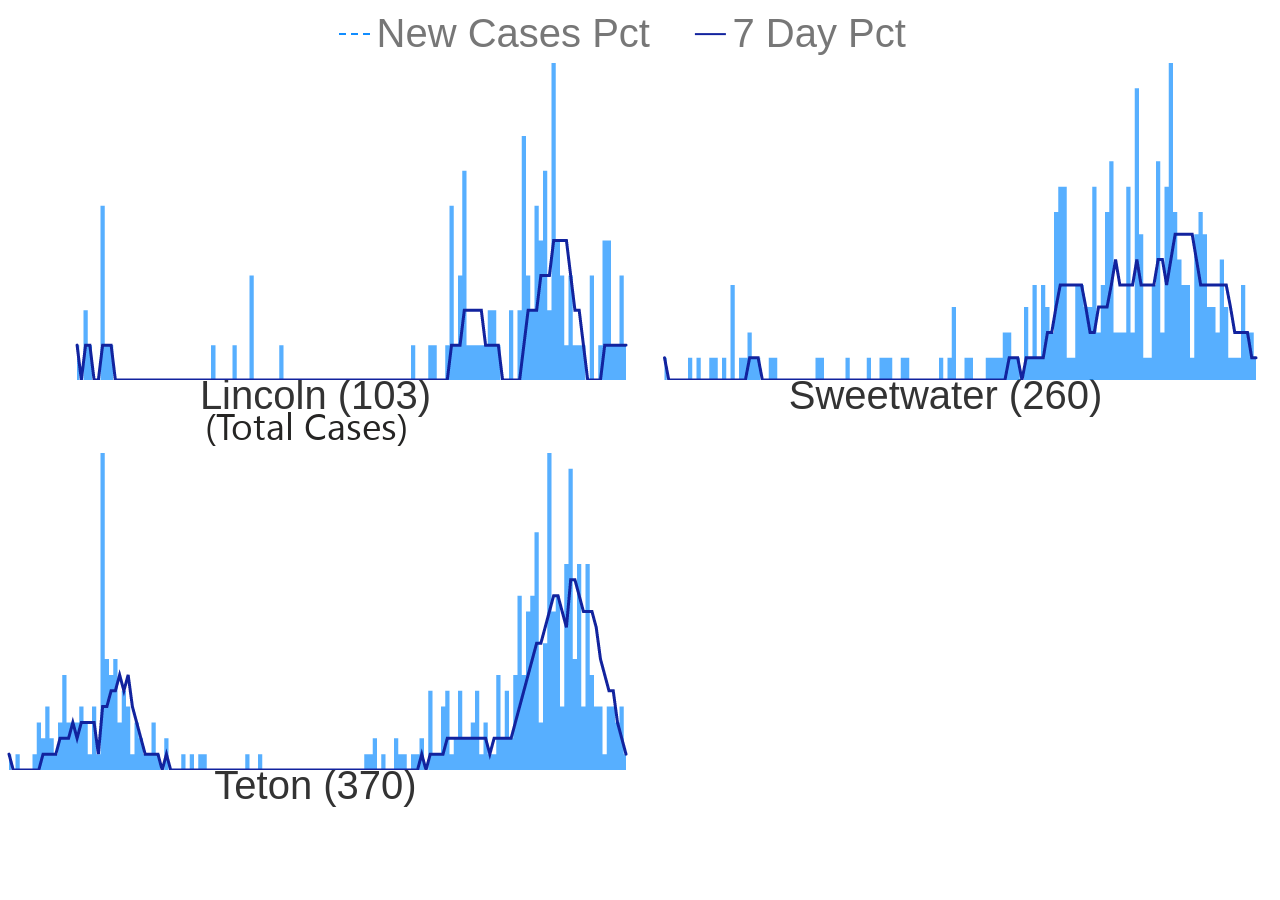 New Cases Pct 7 Day Pct
Lincoln (103)
(Total Cases)
Sweetwater (260)
Teton (370)